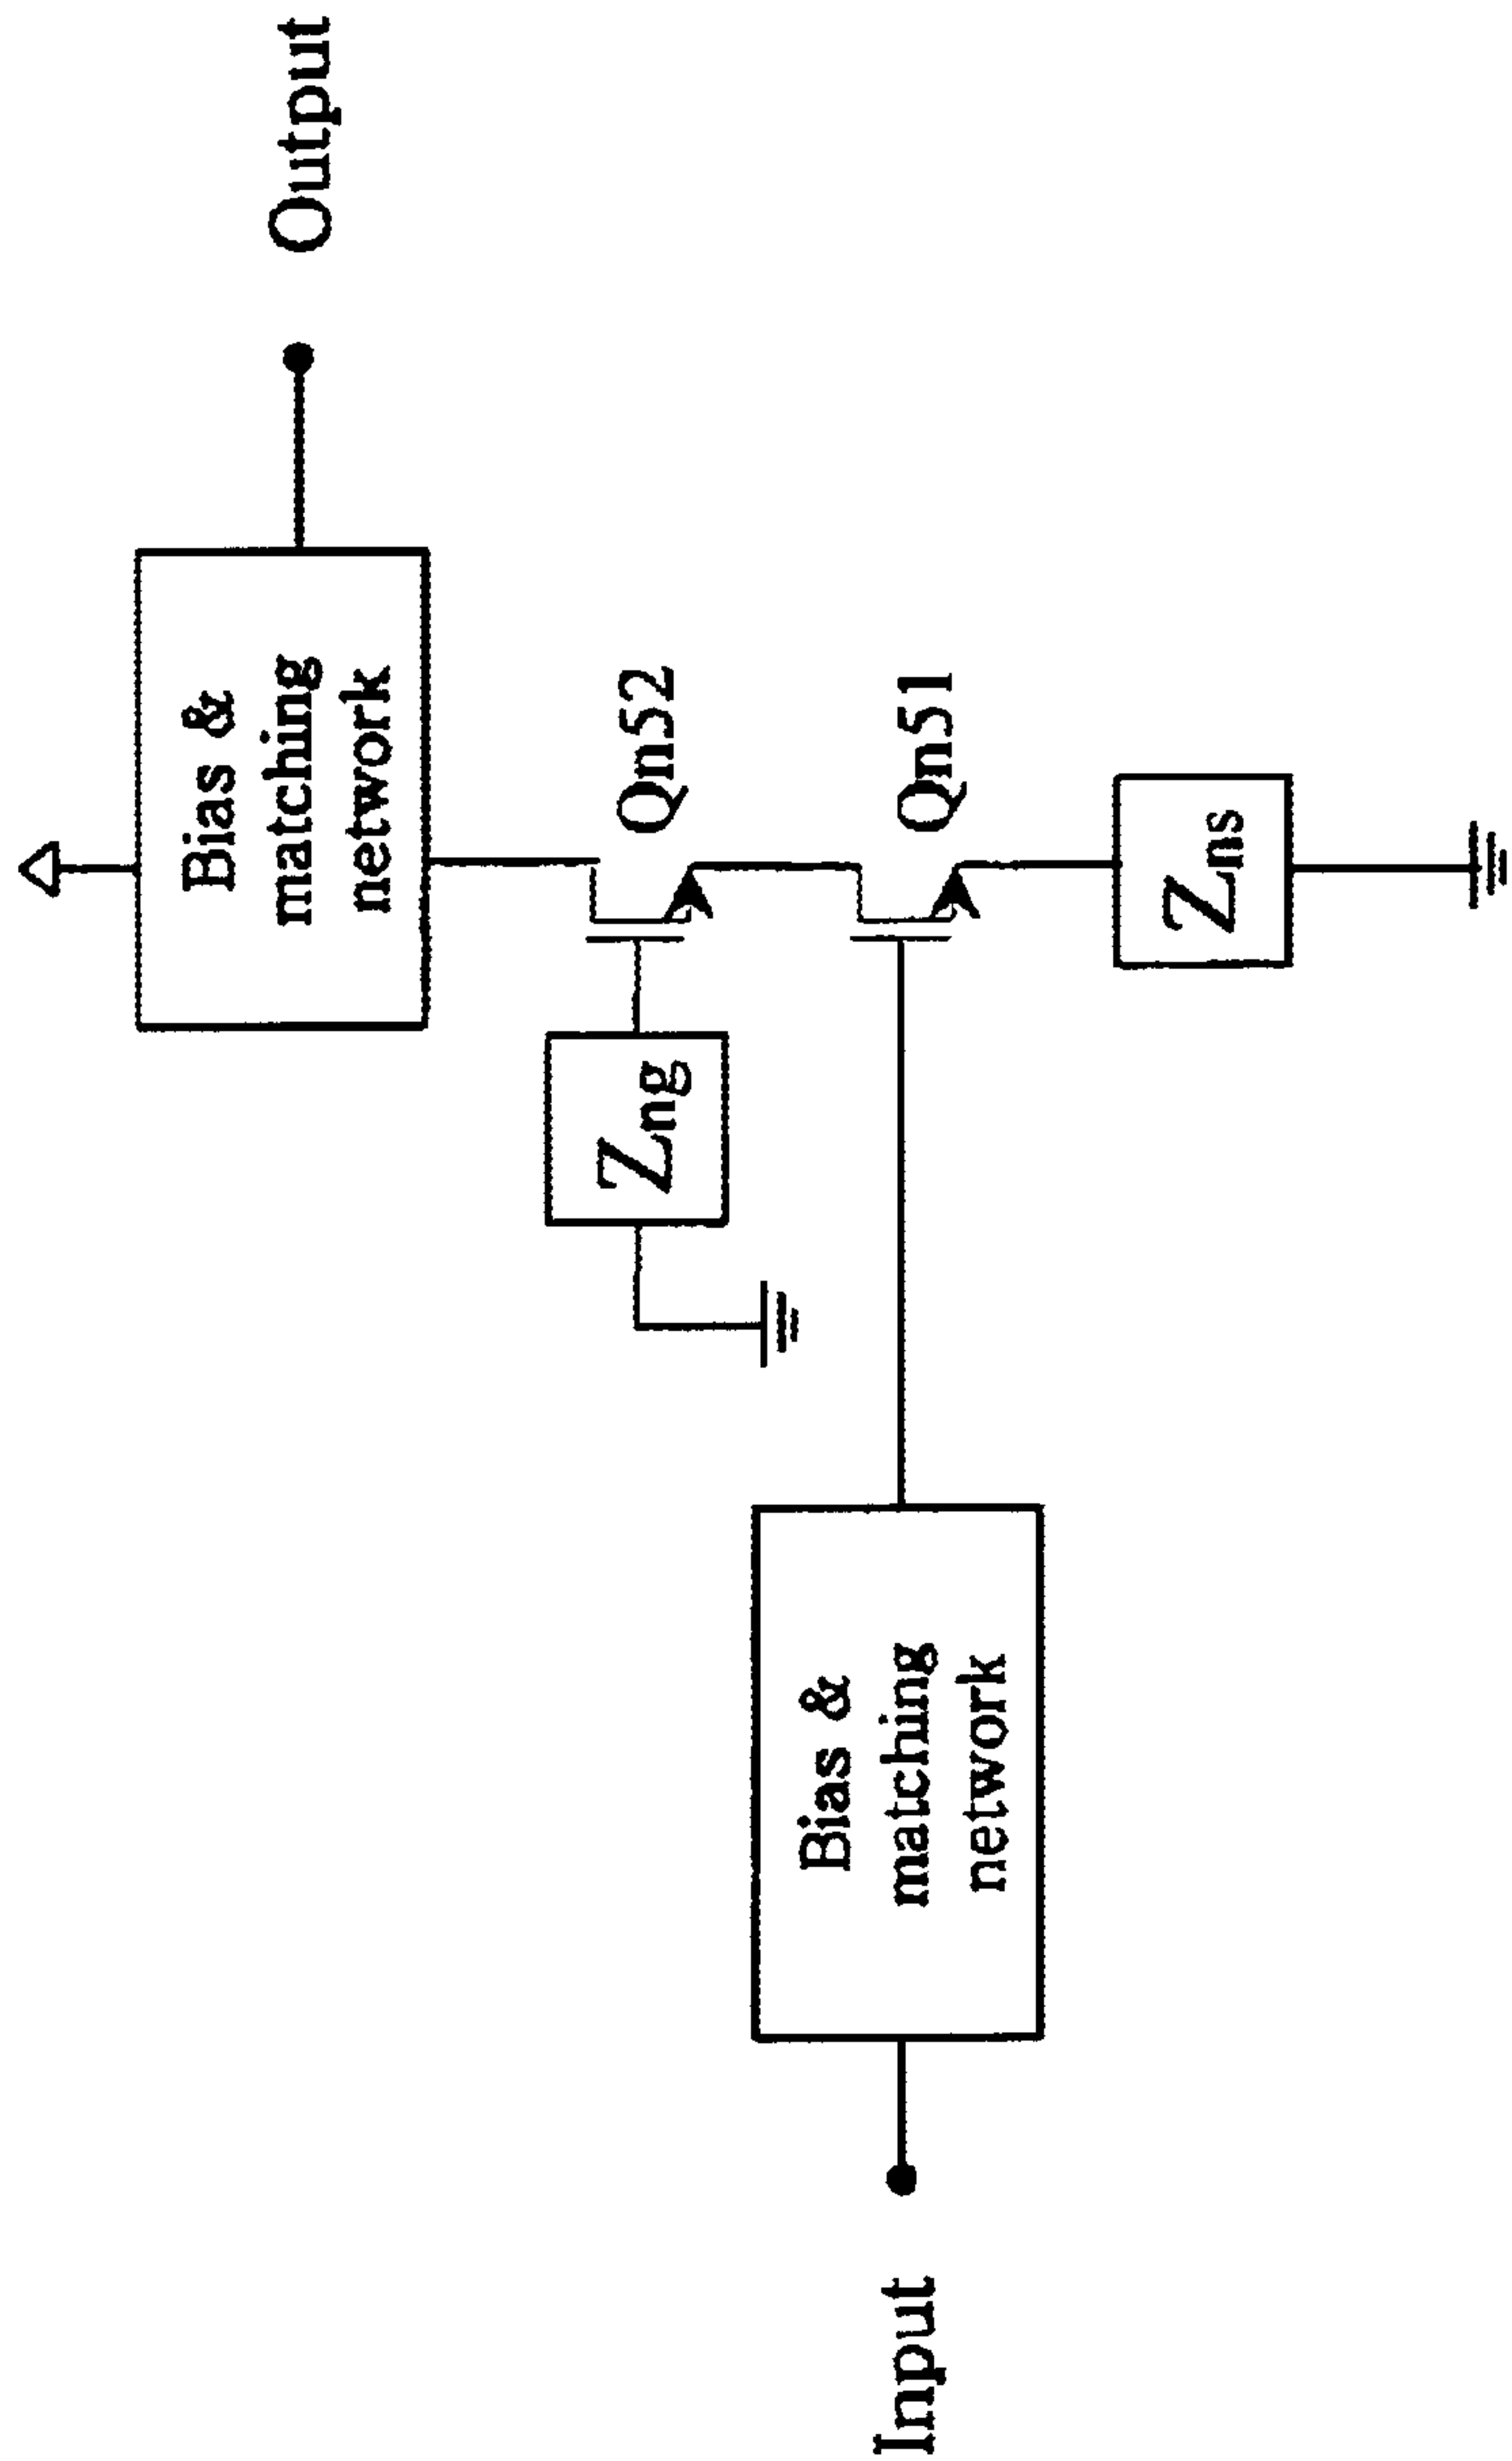 Output
Bias &
matching
network
Qn52
Zng
Qn51
Bias &
matching
network
Input
Zns